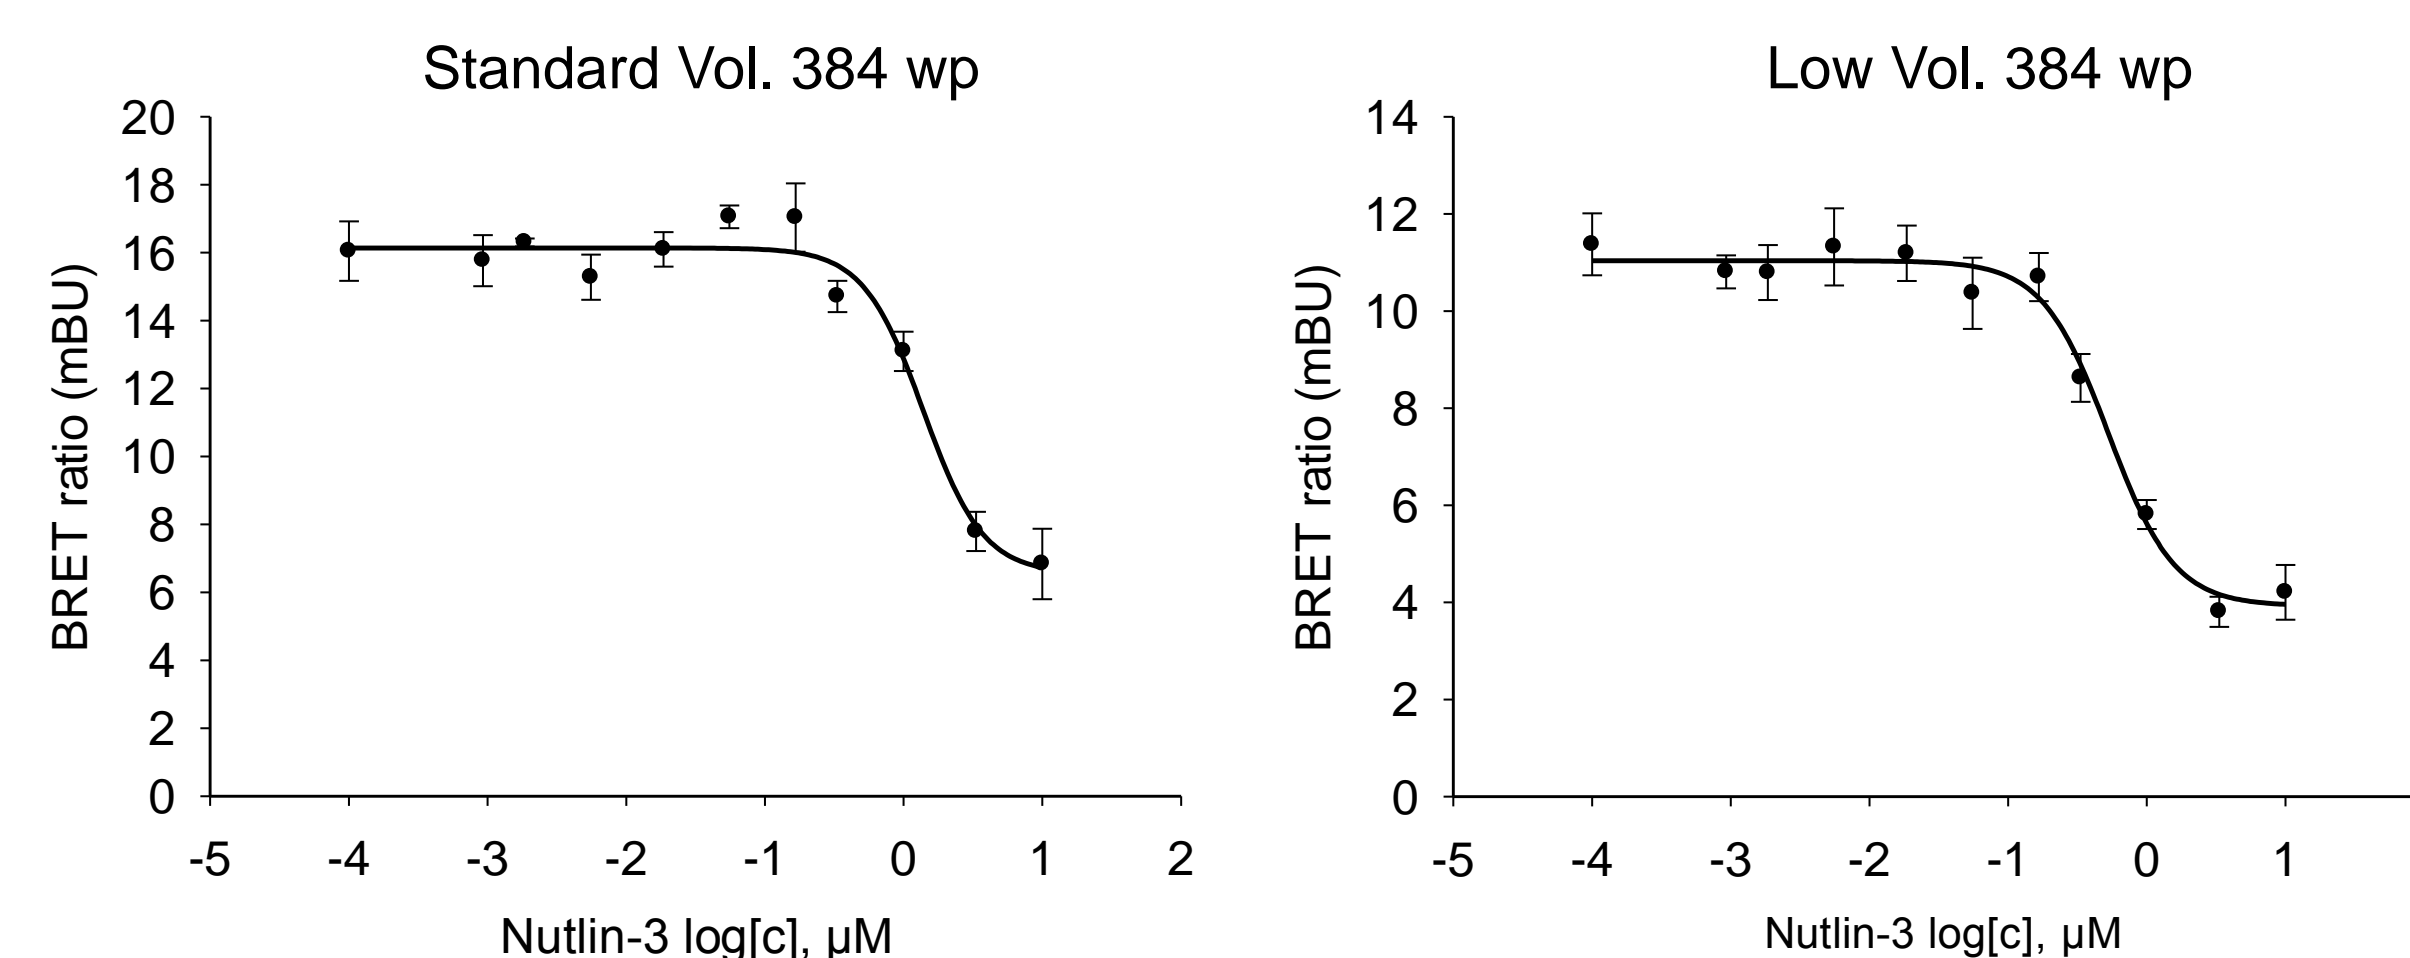 Standard Vol. 384 wp
20
18
16
14
12
10
8
6
4
2
0
BRET ratio (mBU)
-5 -4 -3 -2 -1 0 1 2
Nutlin-3 log[c], µM
Low Vol. 384 wp
14
12
10
8
6
4
2
0
BRET ratio (mBU)
-5 -4 -3 -2 -1 0 1
Nutlin-3 log[c], µM